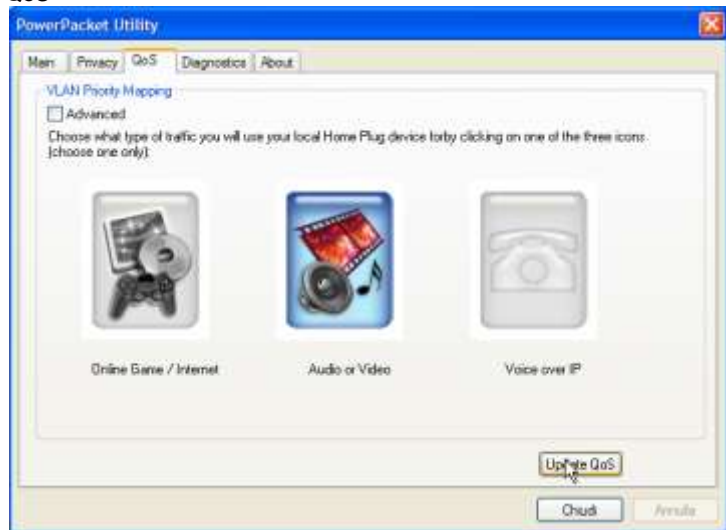 QoS
PowerPacket Utility
Main Privacy QoS Diagnostics About
VLAN Priority Mapping
Advanced
Choose what type of traffic you will use your local Home Plug device forby clicking on one of the three icons
(choose one only):
Online Game / Internet Audio or Video Voice over IP
Update QoS
Chiudi Annulla